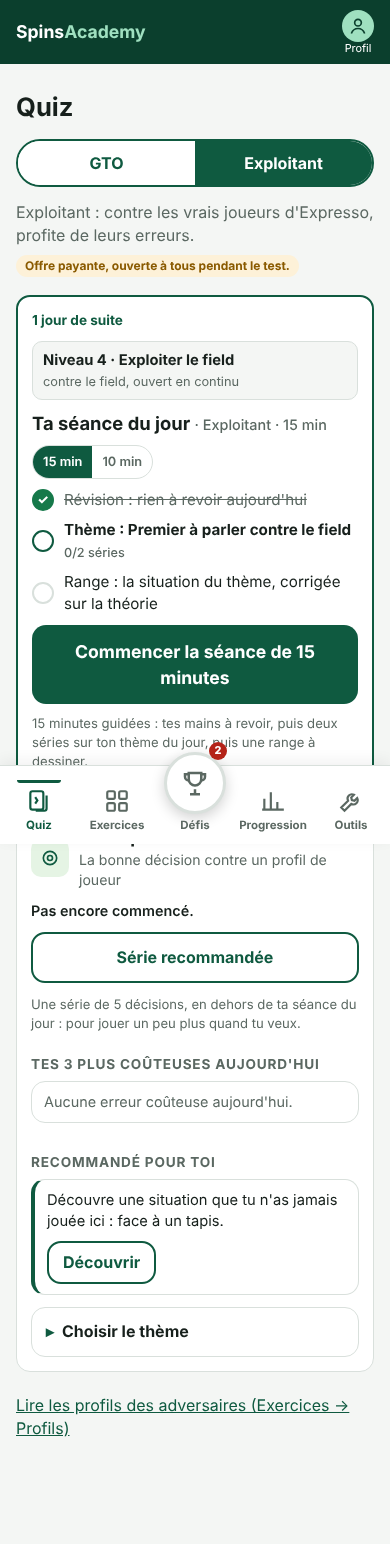 SpinsAcademy
Profil
Quiz
GTO
Exploitant
Exploitant : contre les vrais joueurs d'Expresso,
profite de leurs erreurs.
Offre payante, ouverte à tous pendant le test.
1 jour de suite
Niveau 4 · Exploiter le field
contre le field, ouvert en continu
Ta séance du jour · Exploitant · 15 min
15 min
10 min
Révision : rien à revoir aujourd'hui
Thème : Premier à parler contre le field
0/2 séries
Range : la situation du thème, corrigée
sur la théorie
Commencer la séance de 15
minutes
15 minutes guidées : tes mains à revoir, puis deux
séries sur ton thème du jour, puis une range à
dessiner.
2
Quiz
Exercices
Défis
Progression
Outils
La bonne décision contre un profil de
joueur
Pas encore commencé.
Série recommandée
Une série de 5 décisions, en dehors de ta séance du
jour : pour jouer un peu plus quand tu veux.
TES 3 PLUS COÛTEUSES AUJOURD'HUI
Aucune erreur coûteuse aujourd'hui.
RECOMMANDÉ POUR TOI
Découvre une situation que tu n'as jamais
jouée ici : face à un tapis.
Découvrir
▸ Choisir le thème
Lire les profils des adversaires (Exercices →
Profils)